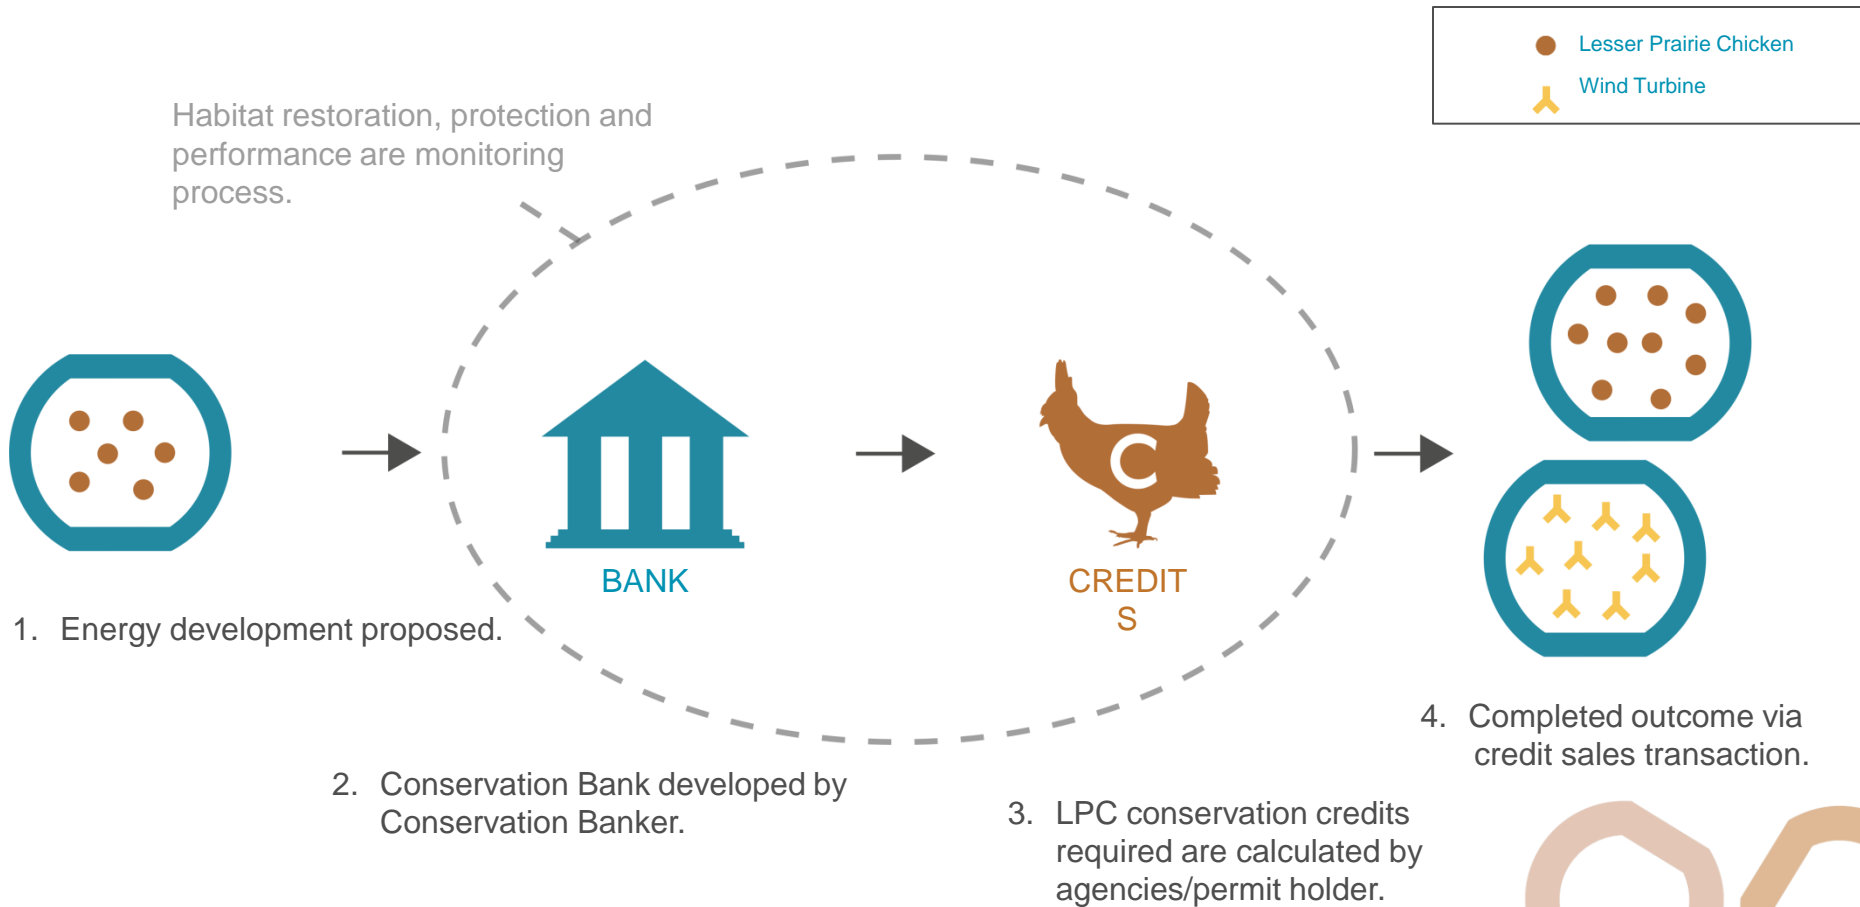 Lesser Prairie Chicken
Wind Turbine
Habitat restoration, protection and
performance are monitoring
process.
C
BANK
CREDIT
S
1. Energy development proposed.
2. Conservation Bank developed by
Conservation Banker.
3. LPC conservation credits
required are calculated by
agencies/permit holder.
4. Completed outcome via
credit sales transaction.